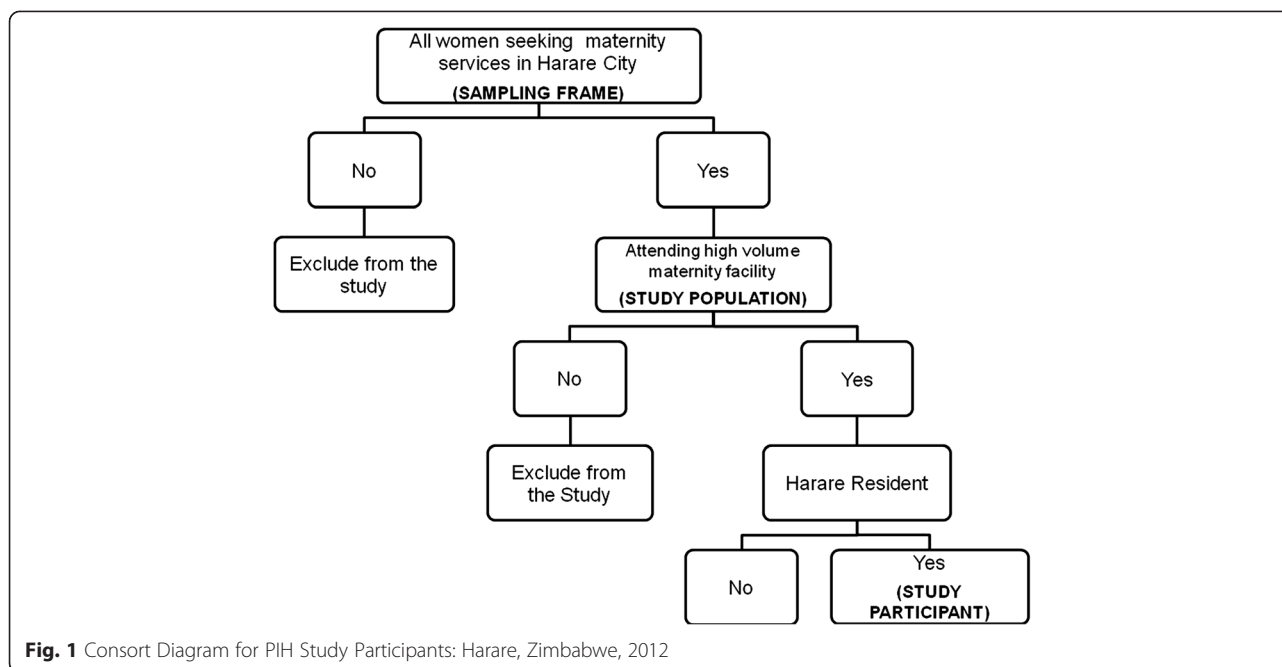 All women seeking maternity
services in Harare City
(SAMPLING FRAME)
No
Yes
Exclude from the
study
Attending high volume
maternity facility
(STUDY POPULATION)
No
Yes
Exclude from
the Study
Harare Resident
No
Yes
(STUDY
PARTICIPANT)
Fig. 1 Consort Diagram for PIH Study Participants: Harare, Zimbabwe, 2012